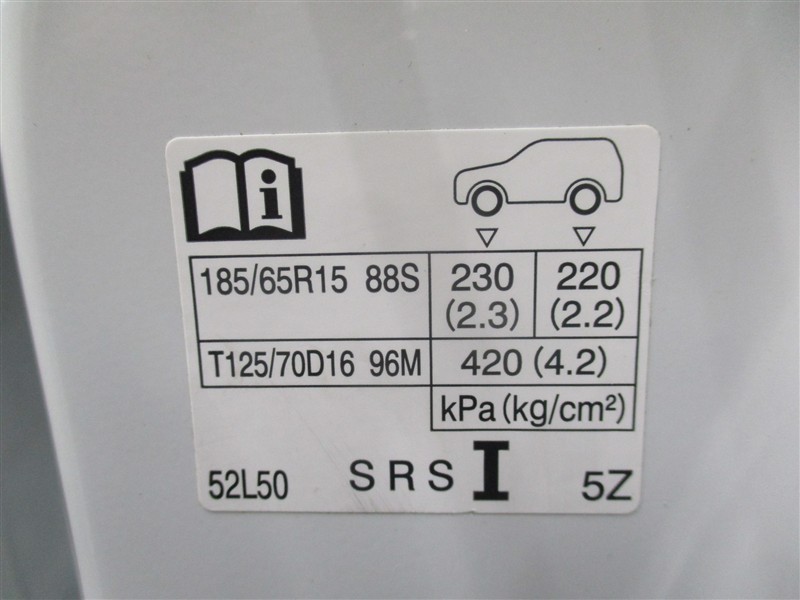 i
185/65R15 88S 230 220
(2.3) (2.2)
T125/70D16 96M 420 (4.2)
kPa (kg/cm²)
52L50 SRS I 5Z